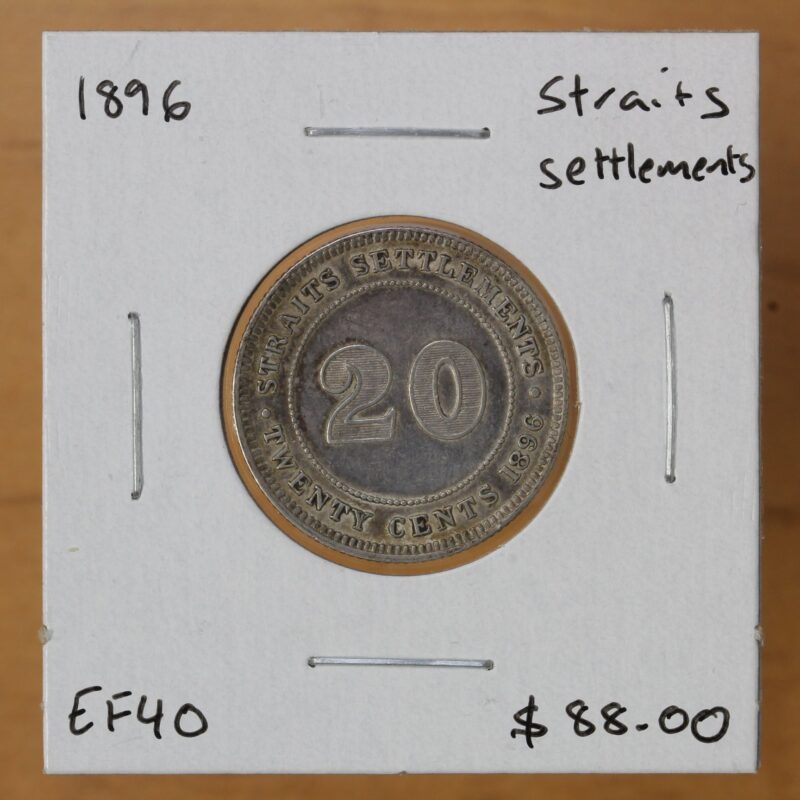 1896
Straits
settlements
· STRAITS SETTLEMENTS ·
20
TWENTY CENTS 1896
EF40
$88.00